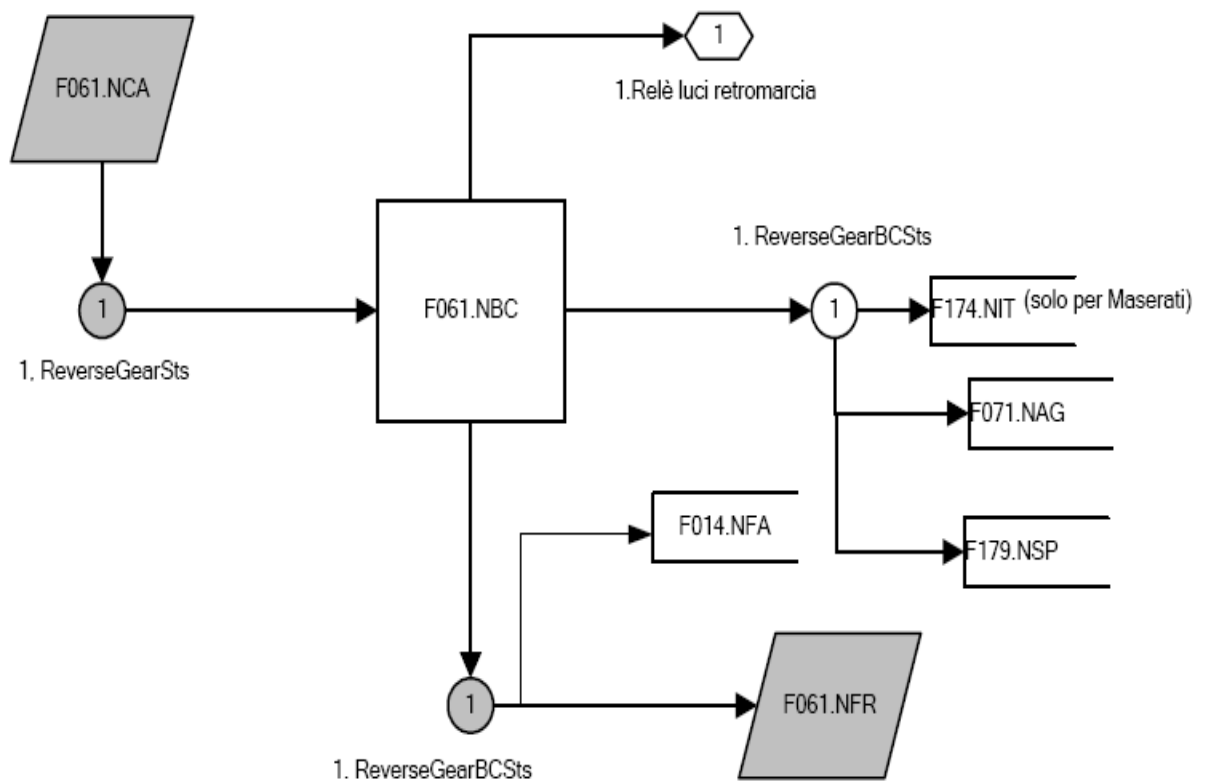 1
F061.NCA
1.Relè luci retromarcia
1. ReverseGearBCSts
1
F061.NBC
1
F174.NIT (solo per Maserati)
1, ReverseGearSts
F071.NAG
F014.NFA
F179.NSP
1
F061.NFR
1. ReverseGearBCSts